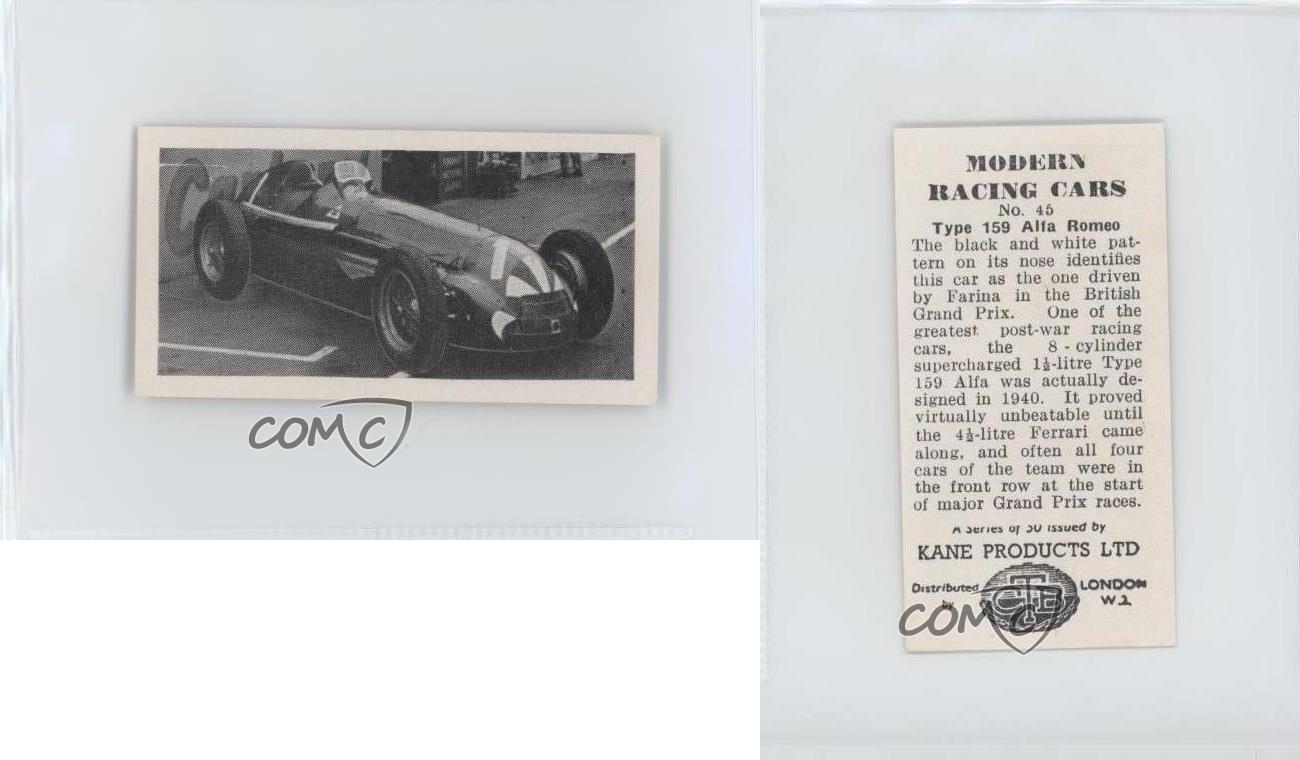 COMC
MODERN
RACING CARS
No. 45
Type 159 Alfa Romeo
The black and white pat-
tern on its nose identifies
this car as the one driven
by Farina in the British
Grand Prix. One of the
greatest post-war racing
cars, the 8 - cylinder
supercharged 1½-litre Type
159 Alfa was actually de-
signed in 1940. It proved
virtually unbeatable until
the 4½-litre Ferrari came
along, and often all four
cars of the team were in
the front row at the start
of major Grand Prix races.
A Series of 50 issued by
KANE PRODUCTS LTD
Distributed by CTB LONDON W.1
COMC